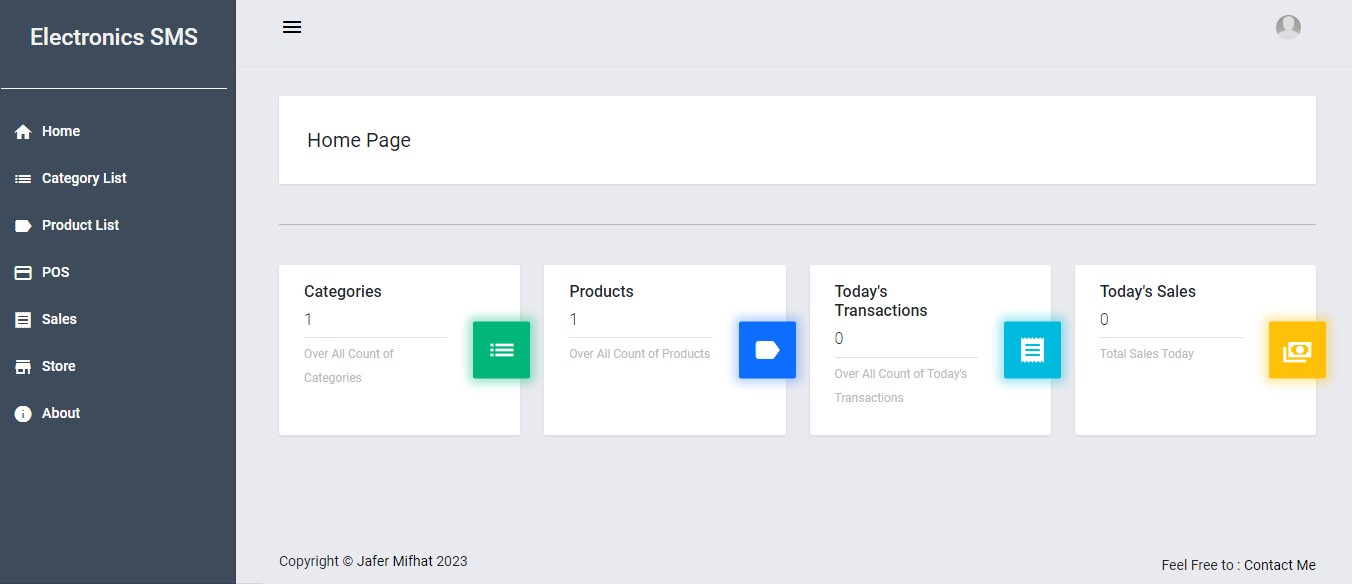 Electronics SMS
Home
Category List
Product List
POS
Sales
Store
About
Home Page
Categories
1
Over All Count of
Categories
Products
1
Over All Count of Products
Today's
Transactions
0
Over All Count of Today's
Transactions
Today's Sales
0
Total Sales Today
Copyright © Jafer Mifhat 2023
Feel Free to : Contact Me